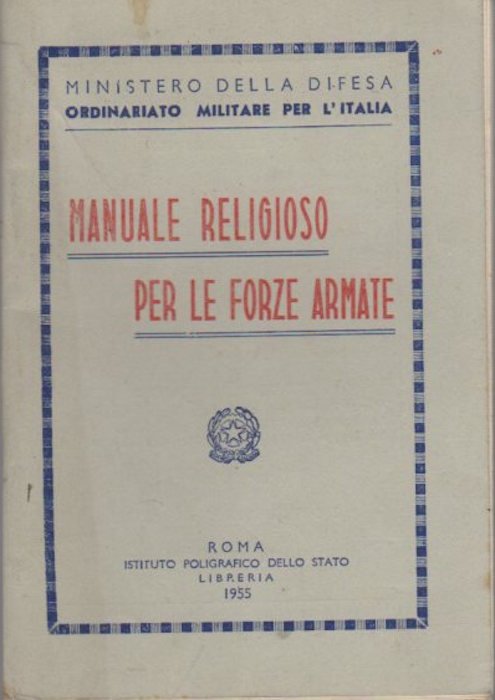 MINISTERO DELLA DIFESA
ORDINARIATO MILITARE PER L'ITALIA
MANUALE RELIGIOSO
PER LE FORZE ARMATE
ROMA
ISTITUTO POLIGRAFICO DELLO STATO
LIBRERIA
1955